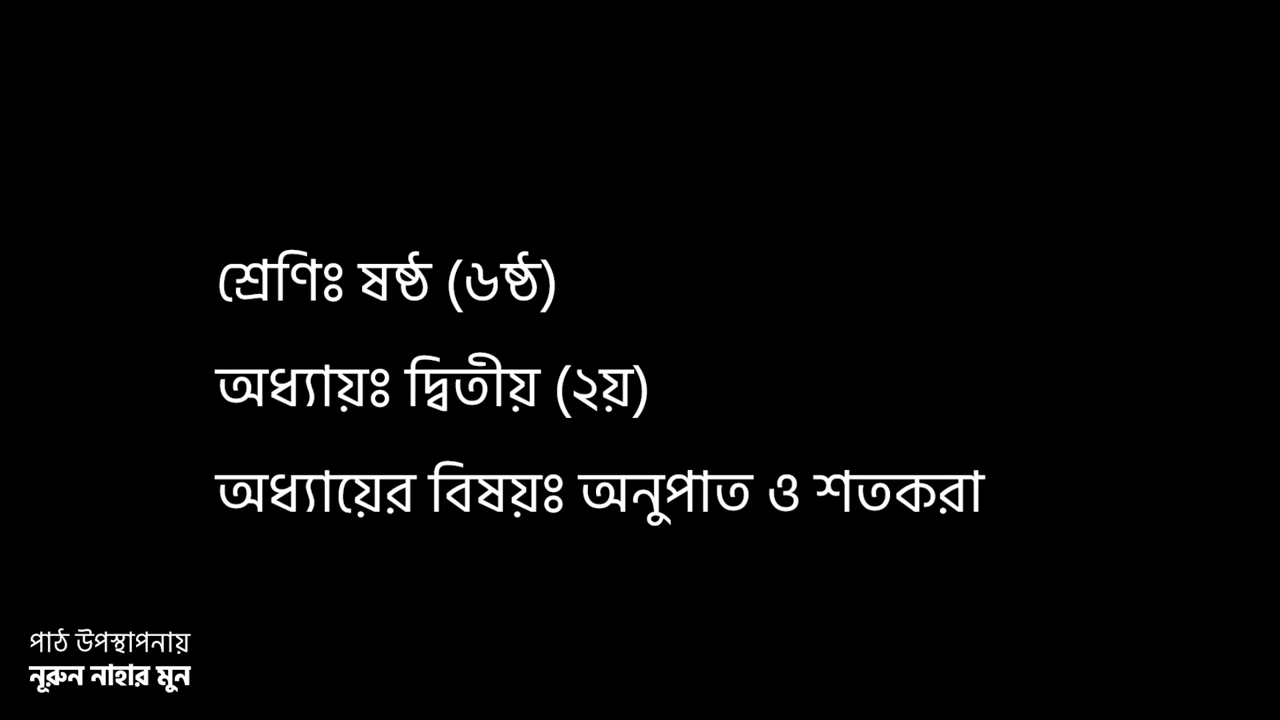 শ্রেণিঃ ষষ্ঠ (৬ষ্ঠ)
অধ্যায়ঃ দ্বিতীয় (২য়)
অধ্যায়ের বিষয়ঃ অনুপাত ও শতকরা
পাঠ উপস্থাপনায়
নূরুন নাহার মুন